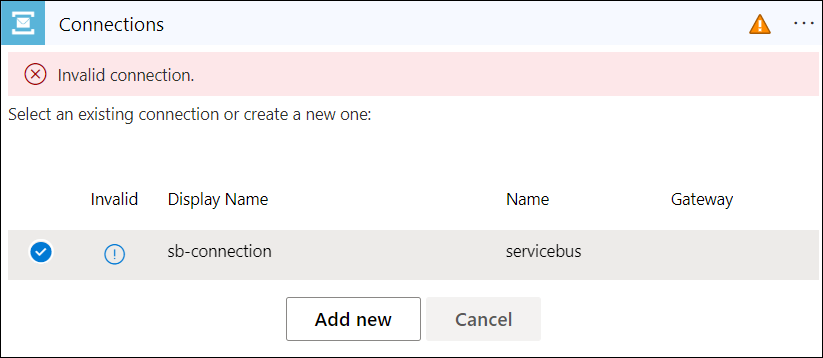 Connections
Invalid connection.
Select an existing connection or create a new one:
Invalid Display Name Name Gateway
sb-connection servicebus
Add new Cancel